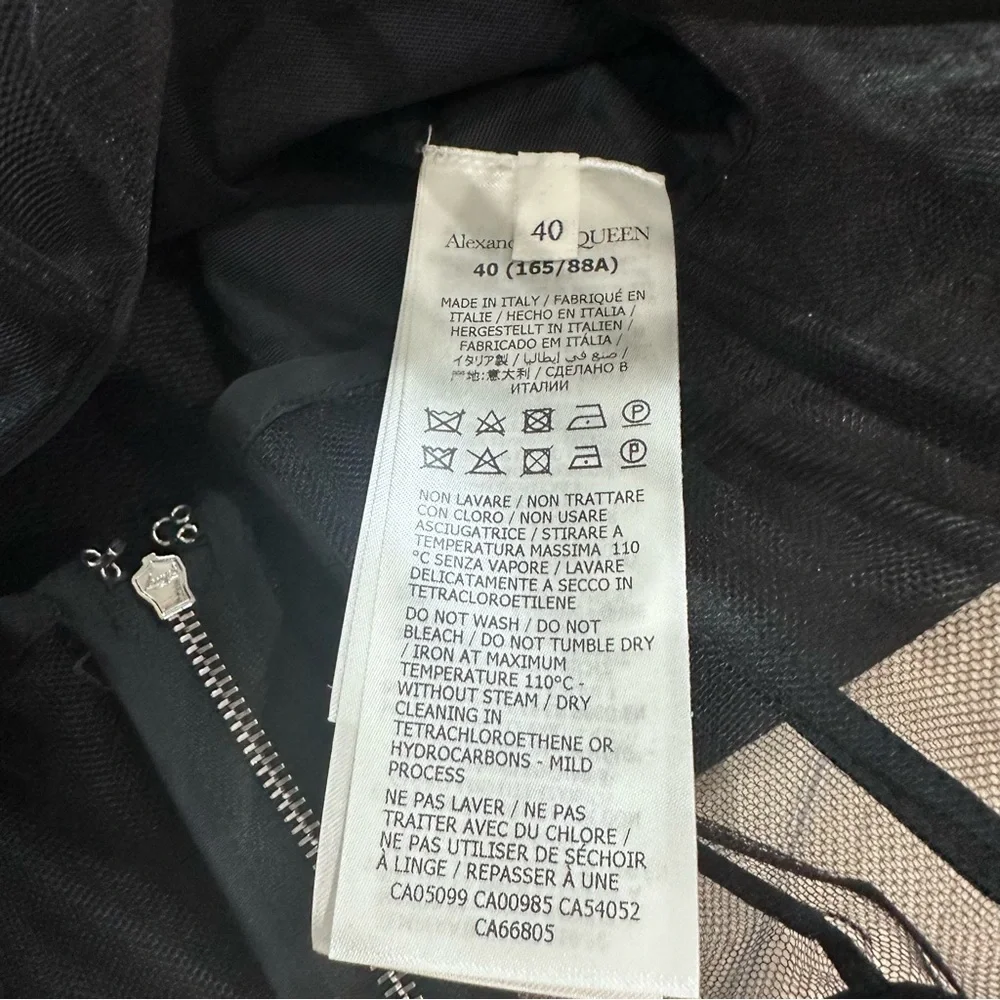 40
Alexan QUEEN
40 (165/88A)
MADE IN ITALY / FABRIQUÉ EN
ITALIE / HECHO EN ITALIA /
HERGESTELLT IN ITALIEN /
FABRICADO EM ITÁLIA /
イタリア製 / صنع في إيطاليا /
产地:意大利 / СДЕЛАНО В
ИТАЛИИ
P
P
NON LAVARE / NON TRATTARE
CON CLORO / NON USARE
ASCIUGATRICE / STIRARE A
TEMPERATURA MASSIMA 110
°C SENZA VAPORE / LAVARE
DELICATAMENTE A SECCO IN
TETRACLOROETILENE
DO NOT WASH / DO NOT
BLEACH / DO NOT TUMBLE DRY
/ IRON AT MAXIMUM
TEMPERATURE 110°C -
WITHOUT STEAM / DRY
CLEANING IN
TETRACHLOROETHENE OR
HYDROCARBONS - MILD
PROCESS
NE PAS LAVER / NE PAS
TRAITER AVEC DU CHLORE /
NE PAS UTILISER DE SÉCHOIR
À LINGE / REPASSER À UNE
CA05099 CA00985 CA54052
CA66805